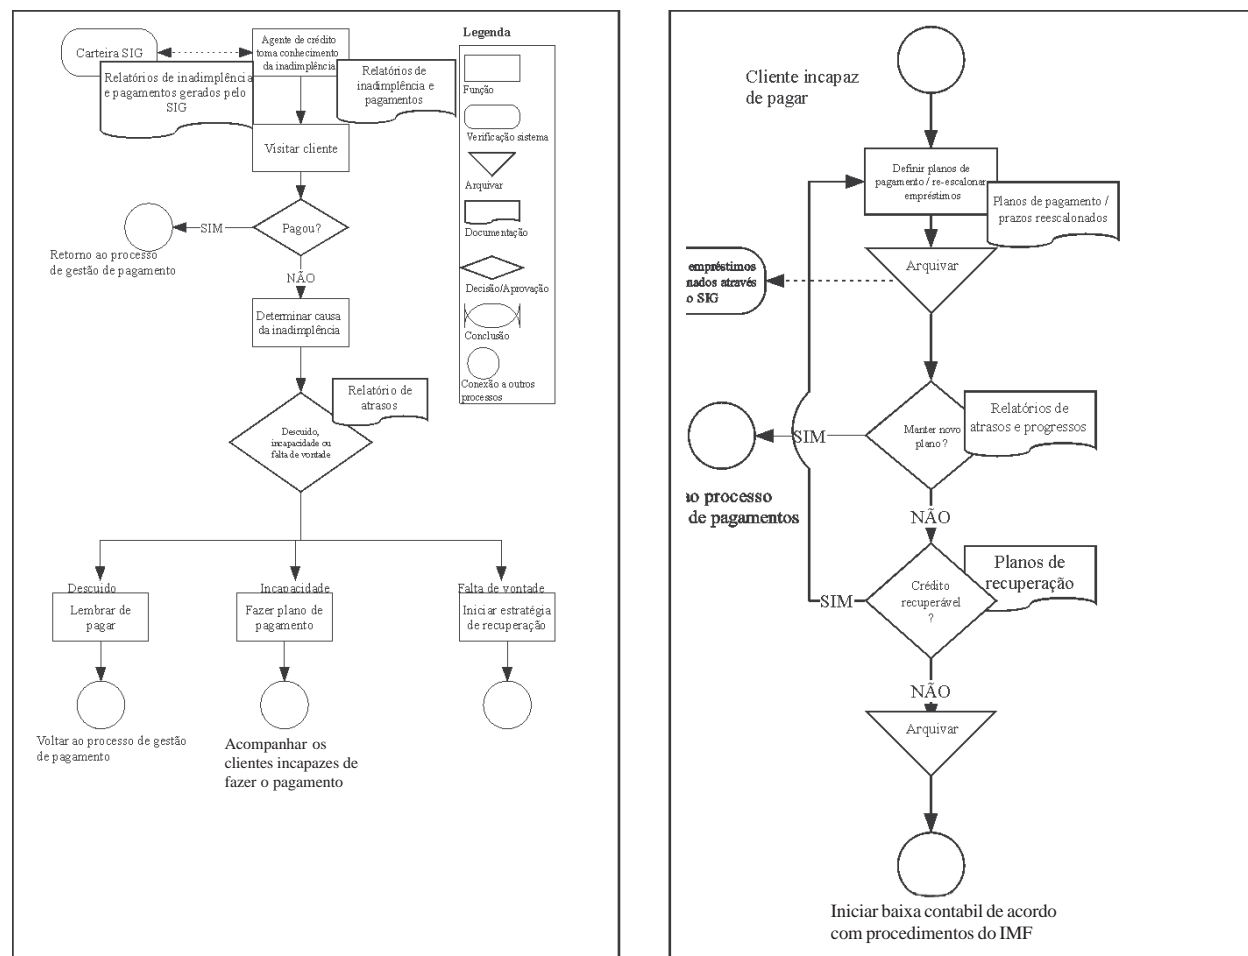 Carteira SIG
Agente de crédito
toma conhecimento
da inadimplência
Relatórios de inadimplência
e pagamentos gerados pelo
SIG
Relatórios de
inadimplência e
pagamentos
Visitar cliente
Pagou?
SIM
Retorno ao processo
de gestão de pagamento
NÃO
Determinar causa
da inadimplência
Relatório de
atrasos
Descuido,
incapacidade ou
falta de vontade
Descuido
Lembrar de
pagar
Voltar ao processo de gestão
de pagamento
Incapacidade
Fazer plano de
pagamento
Acompanhar os
clientes incapazes de
fazer o pagamento
Falta de vontade
Iniciar estratégia
de recuperação
Legenda
Função
Verificação sistema
Arquivar
Documentação
Decisão/Aprovação
Conclusão
Conexão a outros
processos
Cliente incapaz
de pagar
Definir planos de
pagamento / re-escalonar
empréstimos
Planos de pagamento /
prazos reescalonados
Arquivar
empréstimos
nados através
o SIG
Manter novo
plano ?
Relatórios de
atrasos e progressos
SIM
ao processo
de pagamentos
NÃO
Crédito
recuperável
?
Planos de
recuperação
SIM
NÃO
Arquivar
Iniciar baixa contabil de acordo
com procedimentos do IMF